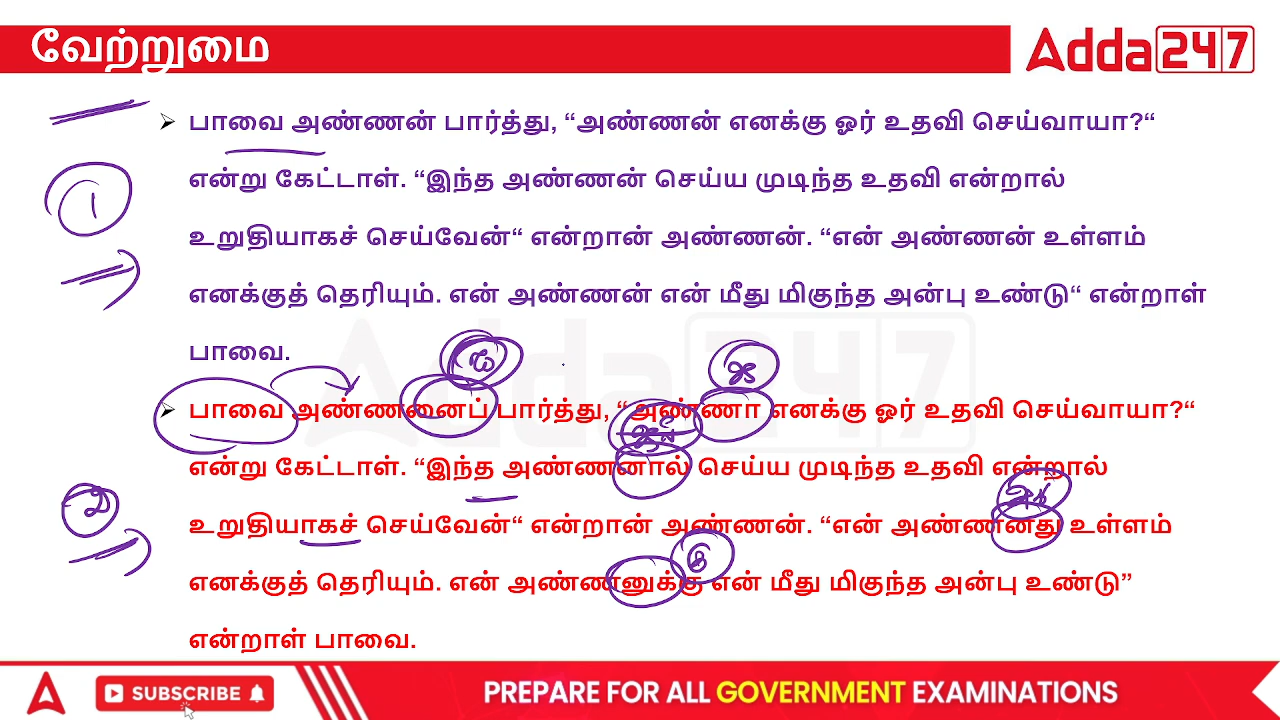 வேற்றுமை
Adda247
பாவை அண்ணன் பார்த்து, “அண்ணன் எனக்கு ஓர் உதவி செய்வாயா?“
என்று கேட்டாள். “இந்த அண்ணன் செய்ய முடிந்த உதவி என்றால்
உறுதியாகச் செய்வேன்“ என்றான் அண்ணன். “என் அண்ணன் உள்ளம்
எனக்குத் தெரியும். என் அண்ணன் என் மீது மிகுந்த அன்பு உண்டு“ என்றாள்
பாவை.
1
பாவை அண்ணனைப் பார்த்து, “அண்ணா எனக்கு ஓர் உதவி செய்வாயா?“
என்று கேட்டாள். “இந்த அண்ணனால் செய்ய முடிந்த உதவி என்றால்
உறுதியாகச் செய்வேன்“ என்றான் அண்ணன். “என் அண்ணனது உள்ளம்
எனக்குத் தெரியும். என் அண்ணனுக்கு என் மீது மிகுந்த அன்பு உண்டு”
என்றாள் பாவை.
2
SUBSCRIBE
PREPARE FOR ALL GOVERNMENT EXAMINATIONS